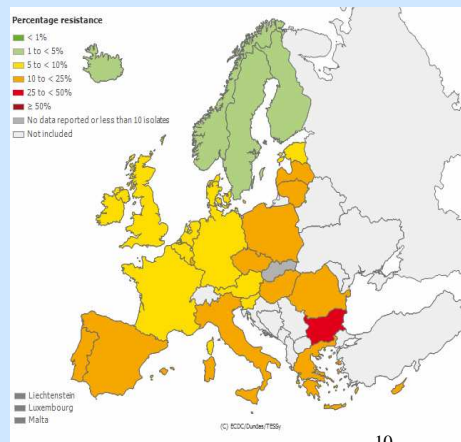 Percentage resistance
< 1%
1 to < 5%
5 to < 10%
10 to < 25%
25 to < 50%
≥ 50%
No data reported or less than 10 isolates
Not included
Liechtenstein
Luxembourg
Malta
(C) ECDC/Dundas/TESSy
10